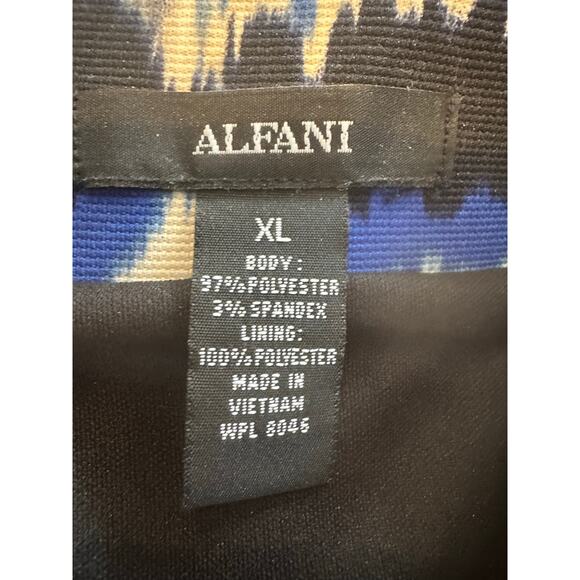 ALFANI
XL
BODY:
97% POLYESTER
3% SPANDEX
LINING:
100% POLYESTER
MADE IN
VIETNAM
WPL 8046